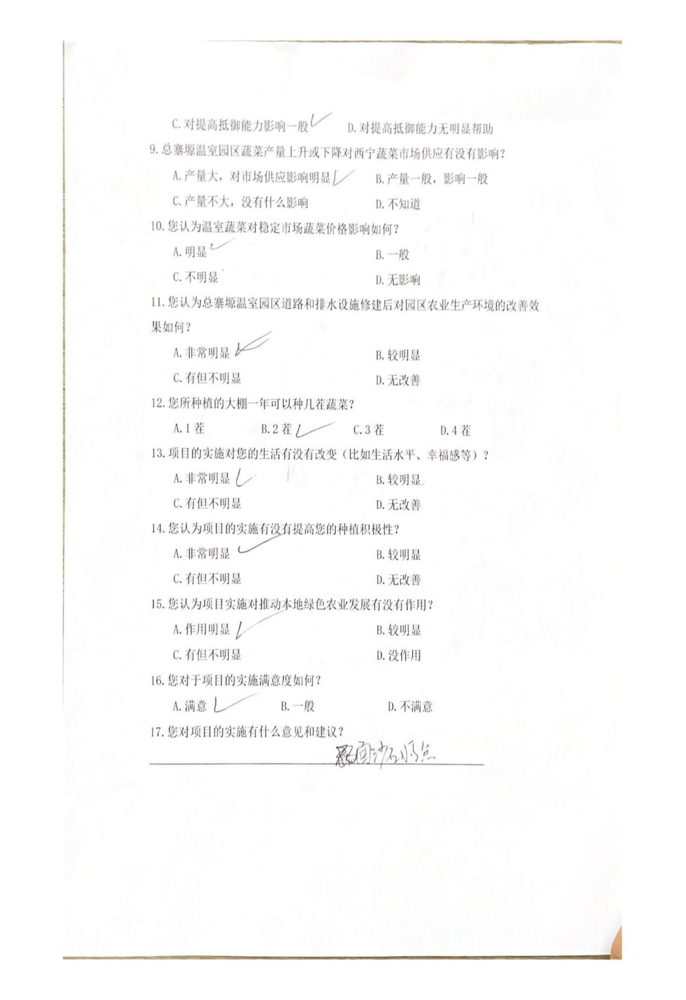 C.对提高抵御能力影响一般 D.对提高抵御能力无明显帮助
9.总寨塬温室园区蔬菜产量上升或下降对西宁蔬菜市场供应有没有影响？
A.产量大，对市场供应影响明显 B.产量一般，影响一般
C.产量不大，没有什么影响 D.不知道
10.您认为温室蔬菜对稳定市场蔬菜价格影响如何？
A.明显 B.一般
C.不明显 D.无影响
11.您认为总寨塬温室园区道路和排水设施修建后对园区农业生产环境的改善效
果如何？
A.非常明显 B.较明显
C.有但不明显 D.无改善
12.您所种植的大棚一年可以种几茬蔬菜？
A.1茬 B.2茬 C.3茬 D.4茬
13.项目的实施对您的生活有没有改变（比如生活水平、幸福感等）？
A.非常明显 B.较明显
C.有但不明显 D.无改善
14.您认为项目的实施有没有提高您的种植积极性？
A.非常明显 B.较明显
C.有但不明显 D.无改善
15.您认为项目实施对推动本地绿色农业发展有没有作用？
A.作用明显 B.较明显
C.有但不明显 D.没作用
16.您对于项目的实施满意度如何？
A.满意 B.一般 D.不满意
17.您对项目的实施有什么意见和建议？
面沙石